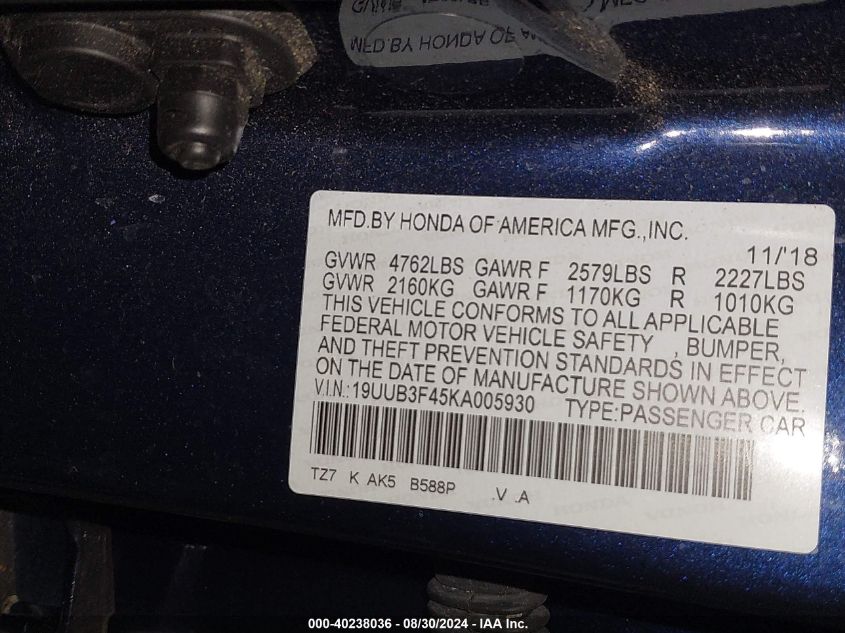 MFD.BY HONDA OF AMERICA MFG.,INC.
11/'18
GVWR 4762LBS GAWR F 2579LBS R 2227LBS
GVWR 2160KG GAWR F 1170KG R 1010KG
THIS VEHICLE CONFORMS TO ALL APPLICABLE
FEDERAL MOTOR VEHICLE SAFETY , BUMPER,
AND THEFT PREVENTION STANDARDS IN EFFECT
ON THE DATE OF MANUFACTURE SHOWN ABOVE.
V.I.N.:19UUB3F45KA005930 TYPE:PASSENGER CAR
TZ7 K AK5 B588P .V .A
000-40238036 - 08/30/2024 - IAA Inc.